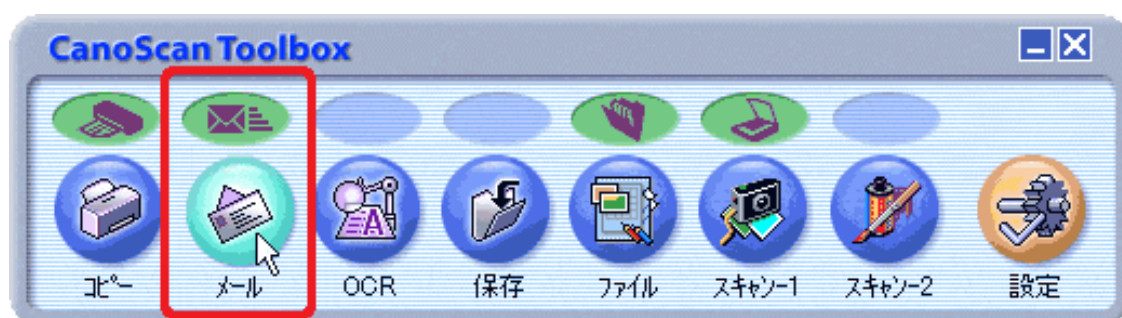 CanoScan Toolbox
コピー
メール
OCR
保存
ファイル
スキャン-1
スキャン-2
設定